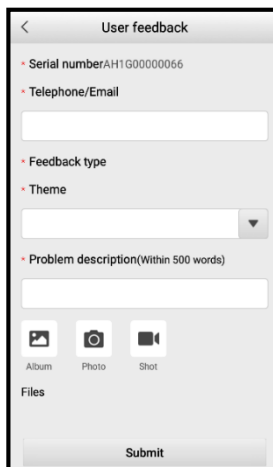 User feedback
* Serial numberAH1G00000066
* Telephone/Email
* Feedback type
* Theme
* Problem description(Within 500 words)
Album Photo Shot
Files
Submit